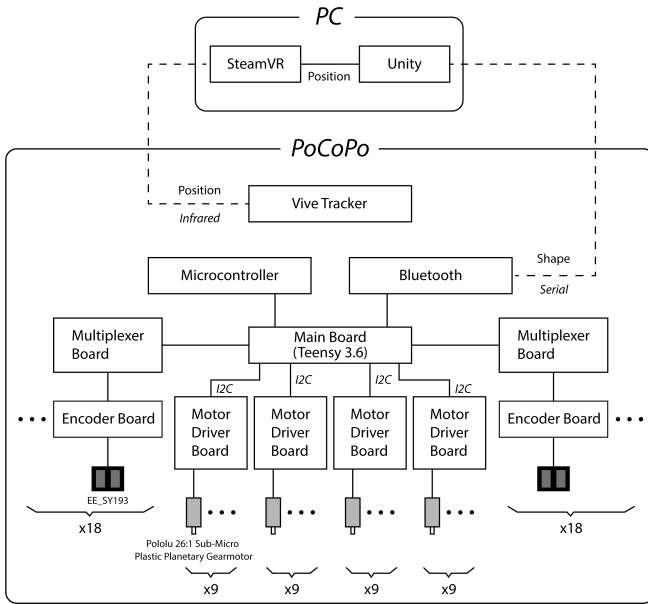 PC
SteamVR
Position
Unity
PoCoPo
Position
Infrared
Vive Tracker
Shape
Serial
Microcontroller
Bluetooth
Multiplexer
Board
Main Board
(Teensy 3.6)
Multiplexer
Board
I2C
I2C
I2C
I2C
Encoder Board
Motor
Driver
Board
Motor
Driver
Board
Motor
Driver
Board
Motor
Driver
Board
Encoder Board
EE_SY193
x18
Pololu 26:1 Sub-Micro
Plastic Planetary Gearmotor
x18
x9
x9
x9
x9